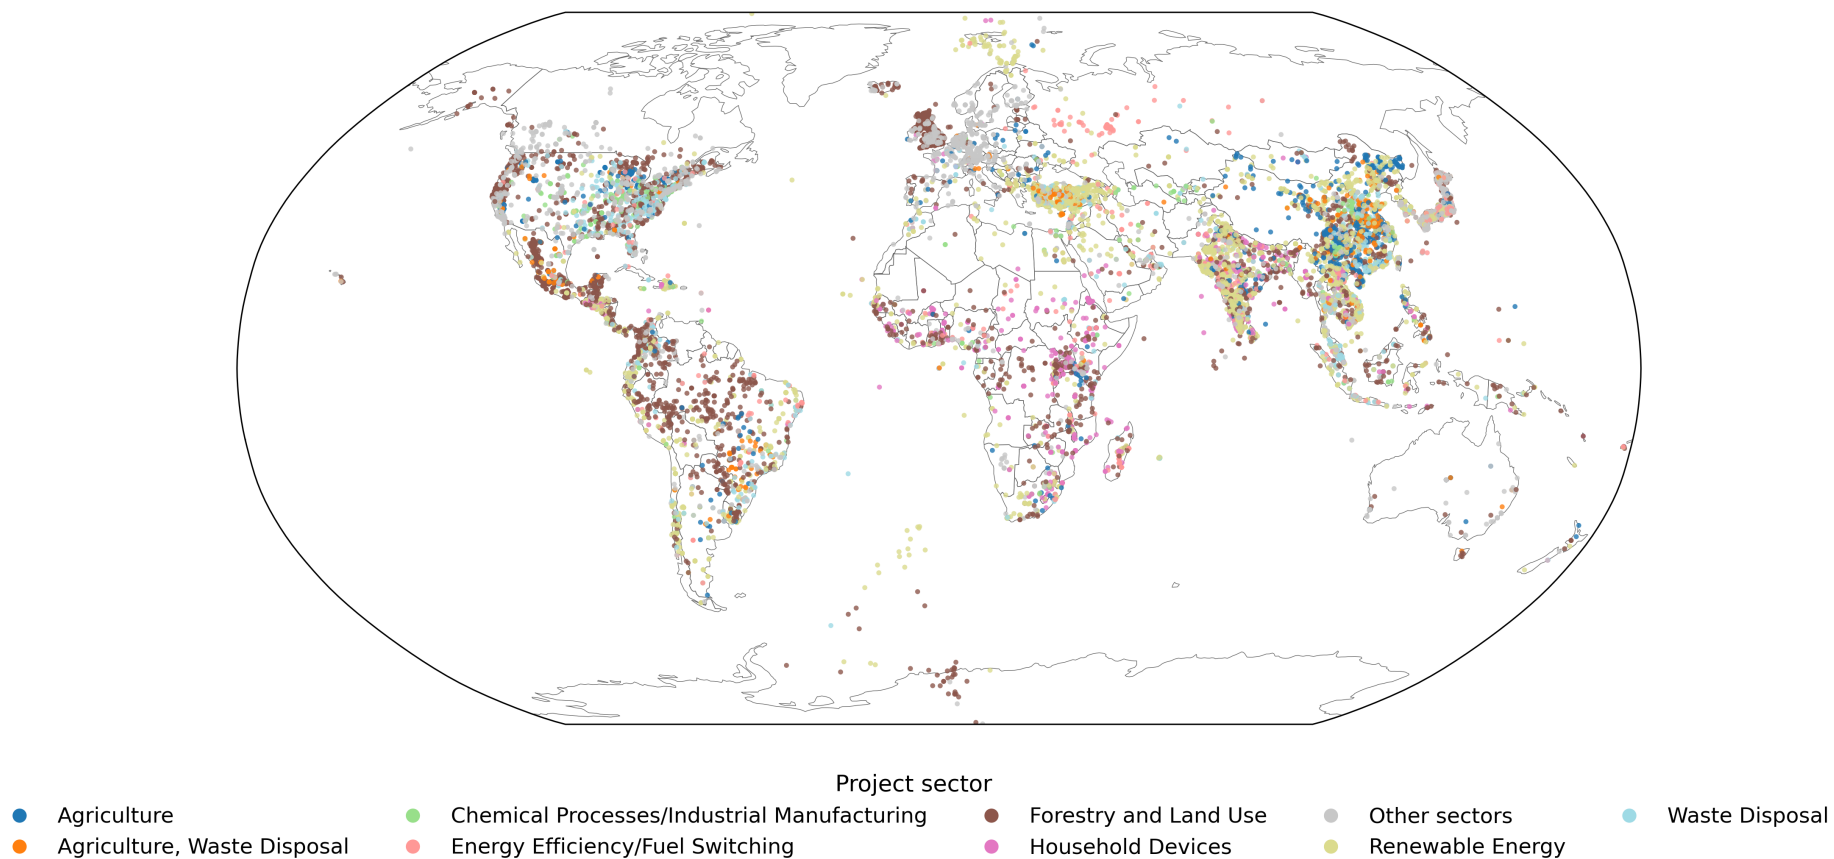 Project sector
Agriculture
Agriculture, Waste Disposal
Chemical Processes/Industrial Manufacturing
Energy Efficiency/Fuel Switching
Forestry and Land Use
Household Devices
Other sectors
Renewable Energy
Waste Disposal